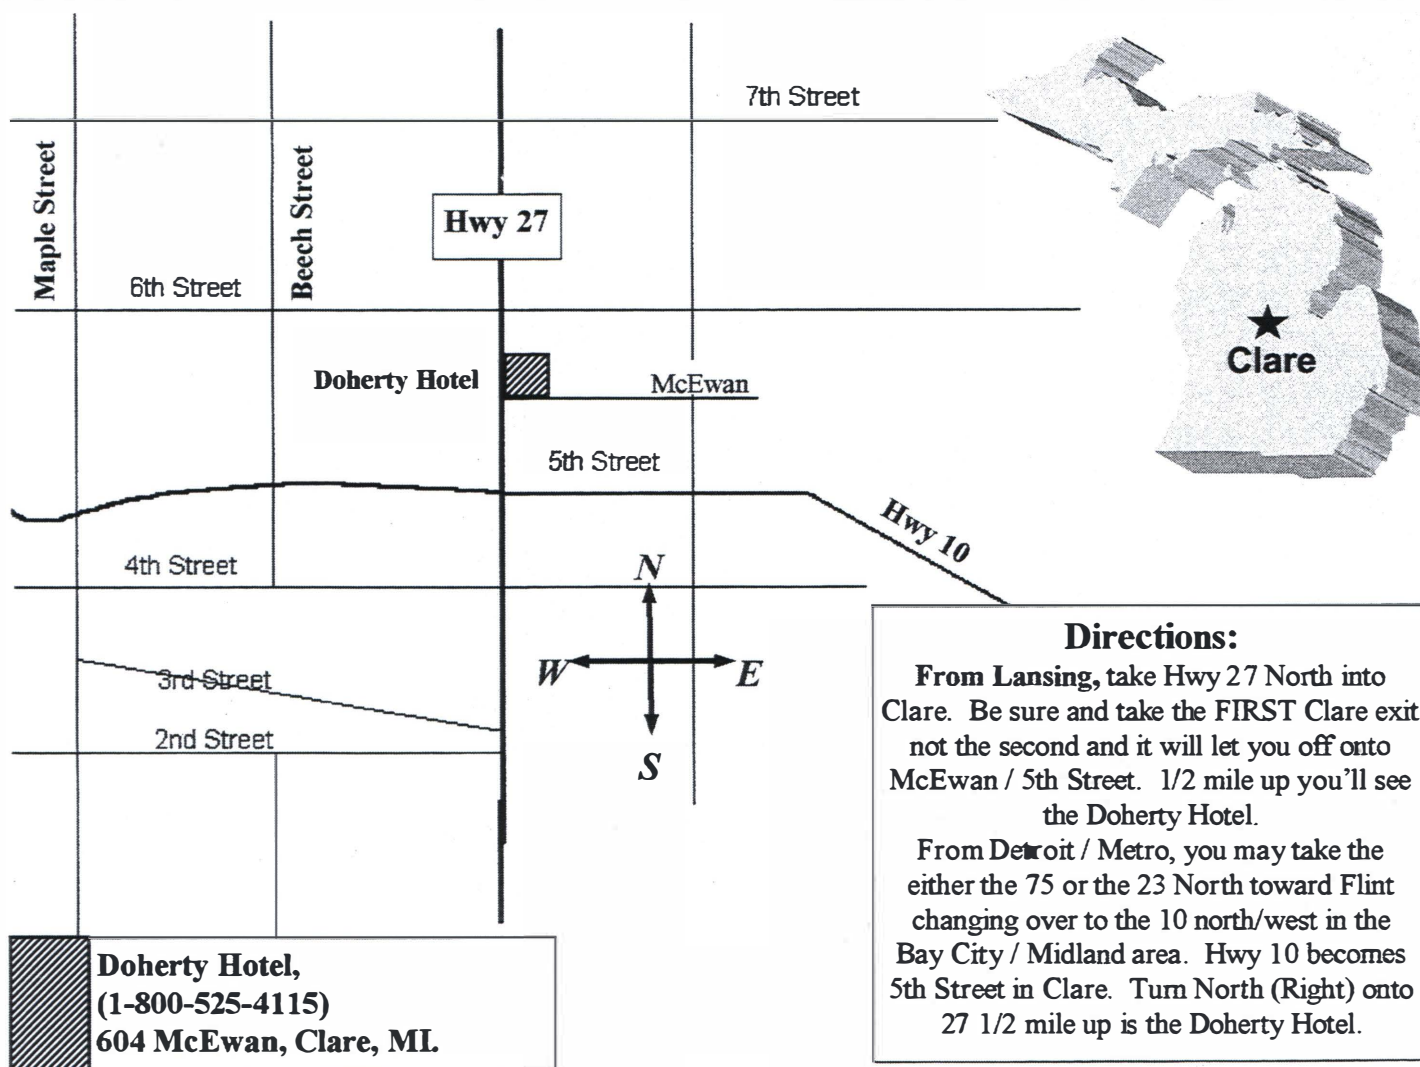 7th Street
Maple Street
Beech Street
Hwy 27
6th Street
Clare
Doherty Hotel
McEwan
5th Street
Hwy 10
4th Street
N
W
E
S
3rd Street
2nd Street
Directions:
From Lansing, take Hwy 27 North into
Clare. Be sure and take the FIRST Clare exit
not the second and it will let you off onto
McEwan / 5th Street. 1/2 mile up you'll see
the Doherty Hotel.
From Detroit / Metro, you may take the
either the 75 or the 23 North toward Flint
changing over to the 10 north/west in the
Bay City / Midland area. Hwy 10 becomes
5th Street in Clare. Turn North (Right) onto
27 1/2 mile up is the Doherty Hotel.
Doherty Hotel,
(1-800-525-4115)
604 McEwan, Clare, MI.